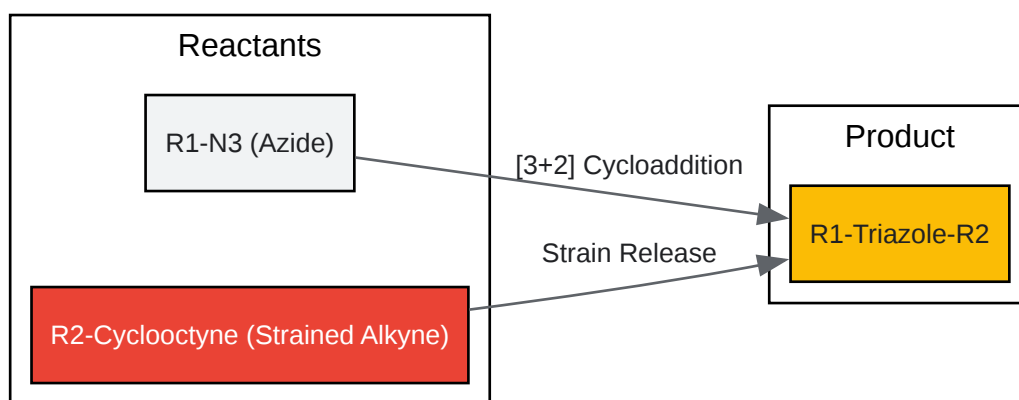 Reactants
R1-N3 (Azide)
R2-Cyclooctyne (Strained Alkyne)
[3+2] Cycloaddition
Strain Release
Product
R1-Triazole-R2